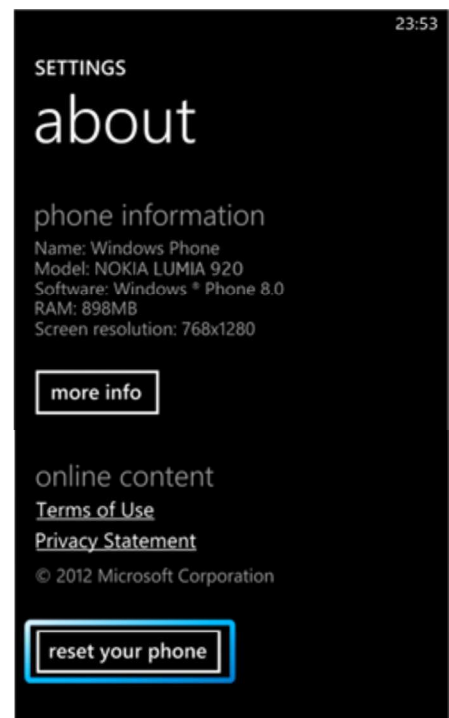 23:53
SETTINGS
about
phone information
Name: Windows Phone
Model: NOKIA LUMIA 920
Software: Windows ® Phone 8.0
RAM: 898MB
Screen resolution: 768x1280
more info
online content
Terms of Use
Privacy Statement
© 2012 Microsoft Corporation
reset your phone